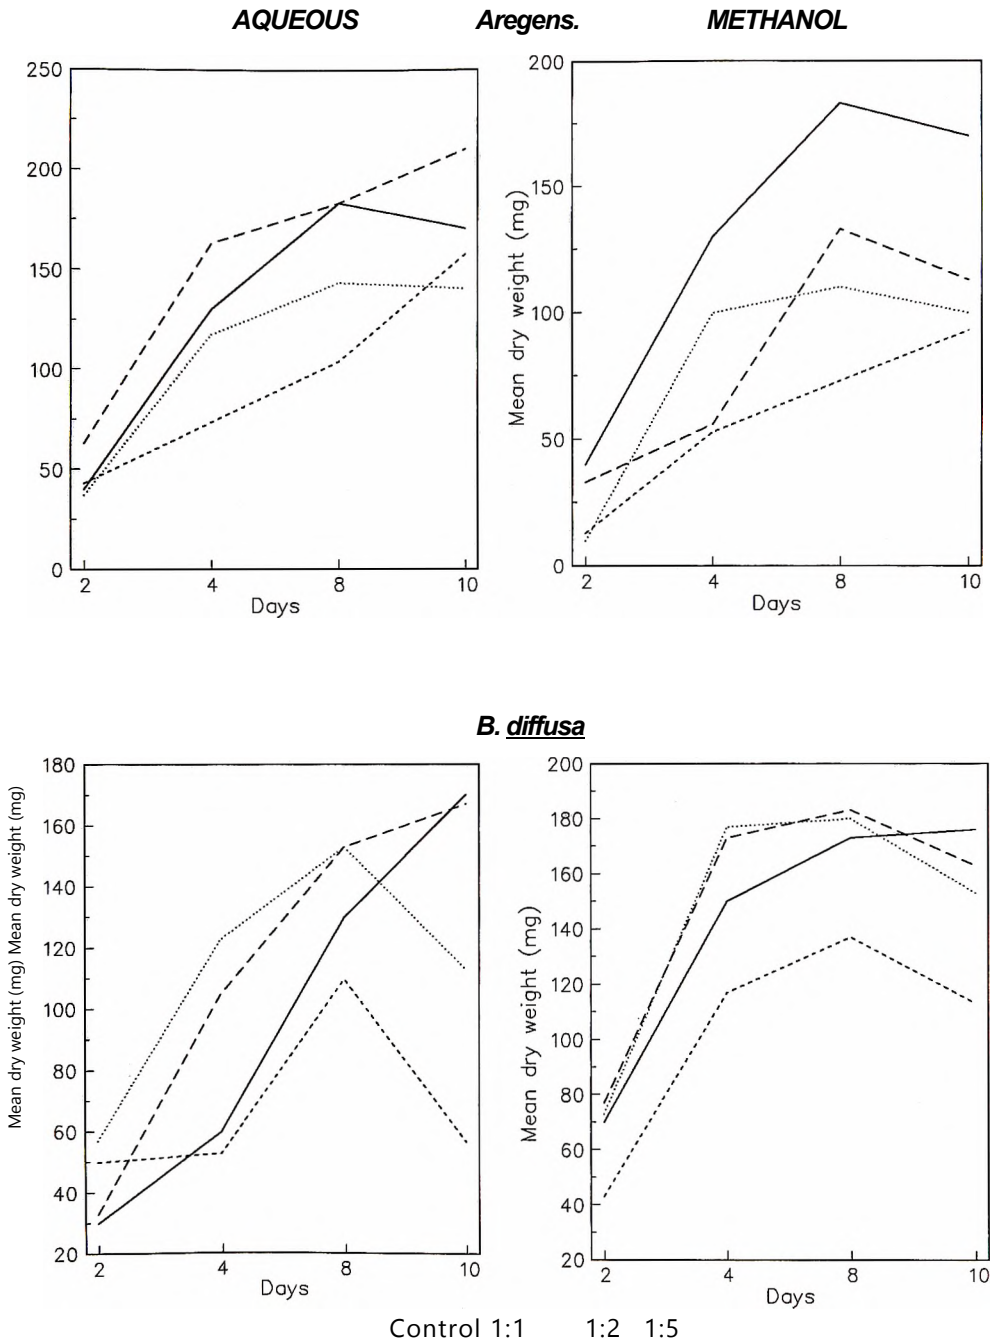 AQUEOUS Aregens. METHANOL
250
200
150
100
50
0
2 4 8 10
Days
Mean dry weight (mg)
200
150
100
50
0
2 4 8 10
Days
B. diffusa
Mean dry weight (mg) Mean dry weight (mg)
180
160
140
120
100
80
60
40
20
2 4 8 10
Days
Mean dry weight (mg)
200
180
160
140
120
100
80
60
40
20
2 4 8 10
Days
Control 1:1 1:2 1:5